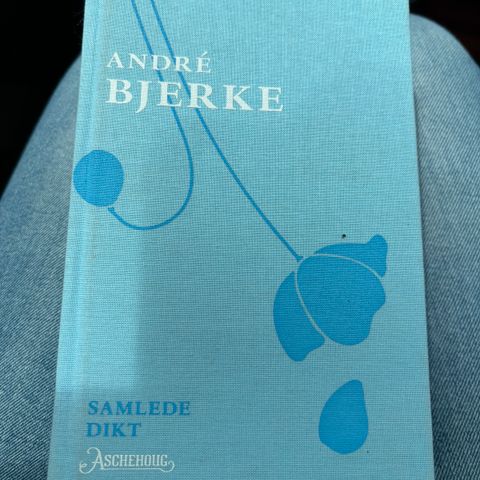 ANDRÉ
BJERKE
SAMLEDE
DIKT
ASCHEHOUG